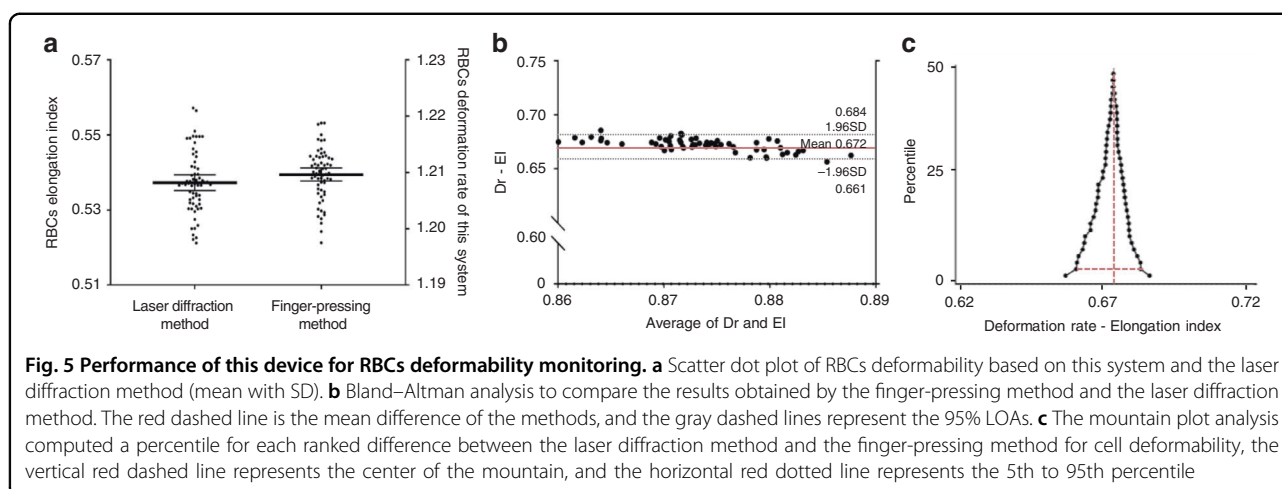 a
0.57
0.55
0.53
0.51
RBCs elongation index
1.23
1.22
1.21
1.20
1.19
RBCs deformation rate of this system
Laser diffraction
method
Finger-pressing
method
b
0.75
0.70
0.65
0.60
0
Dr - EI
0.684
1.96SD
Mean 0.672
−1.96SD
0.661
0.86
0.87
0.88
0.89
Average of Dr and EI
c
50
25
0
Percentile
0.62
0.67
0.72
Deformation rate - Elongation index
Fig. 5 Performance of this device for RBCs deformability monitoring. a Scatter dot plot of RBCs deformability based on this system and the laser
diffraction method (mean with SD). b Bland–Altman analysis to compare the results obtained by the finger-pressing method and the laser diffraction
method. The red dashed line is the mean difference of the methods, and the gray dashed lines represent the 95% LOAs. c The mountain plot analysis
computed a percentile for each ranked difference between the laser diffraction method and the finger-pressing method for cell deformability, the
vertical red dashed line represents the center of the mountain, and the horizontal red dotted line represents the 5th to 95th percentile